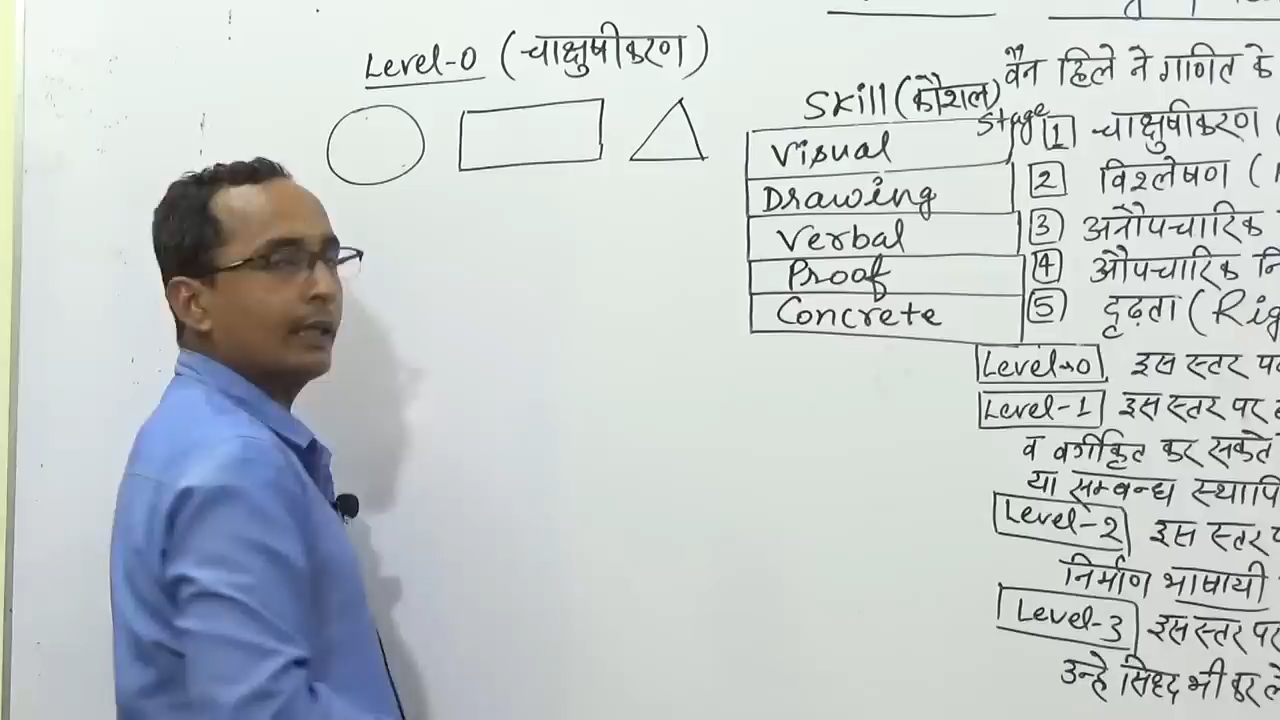 Level-0 (चाक्षुषीकरण)
Skill (कौशल)
Visual
Drawing
Verbal
Proof
Concrete
वैन हिले ने गणित के
Stage
1 चाक्षुषीकरण (
2 विश्लेषण (
3 अनौपचारिक
4 औपचारिक नि
5 दृढ़ता (Rig
Level-0 इस स्तर प
Level-1 इस स्तर पर
व वर्गीकृत कर सकते
या सम्बन्ध स्थापि
Level-2 इस स्तर
निर्माण भाषायी
Level-3 इस स्तर पर
उन्हे सिद्ध भी कर ले